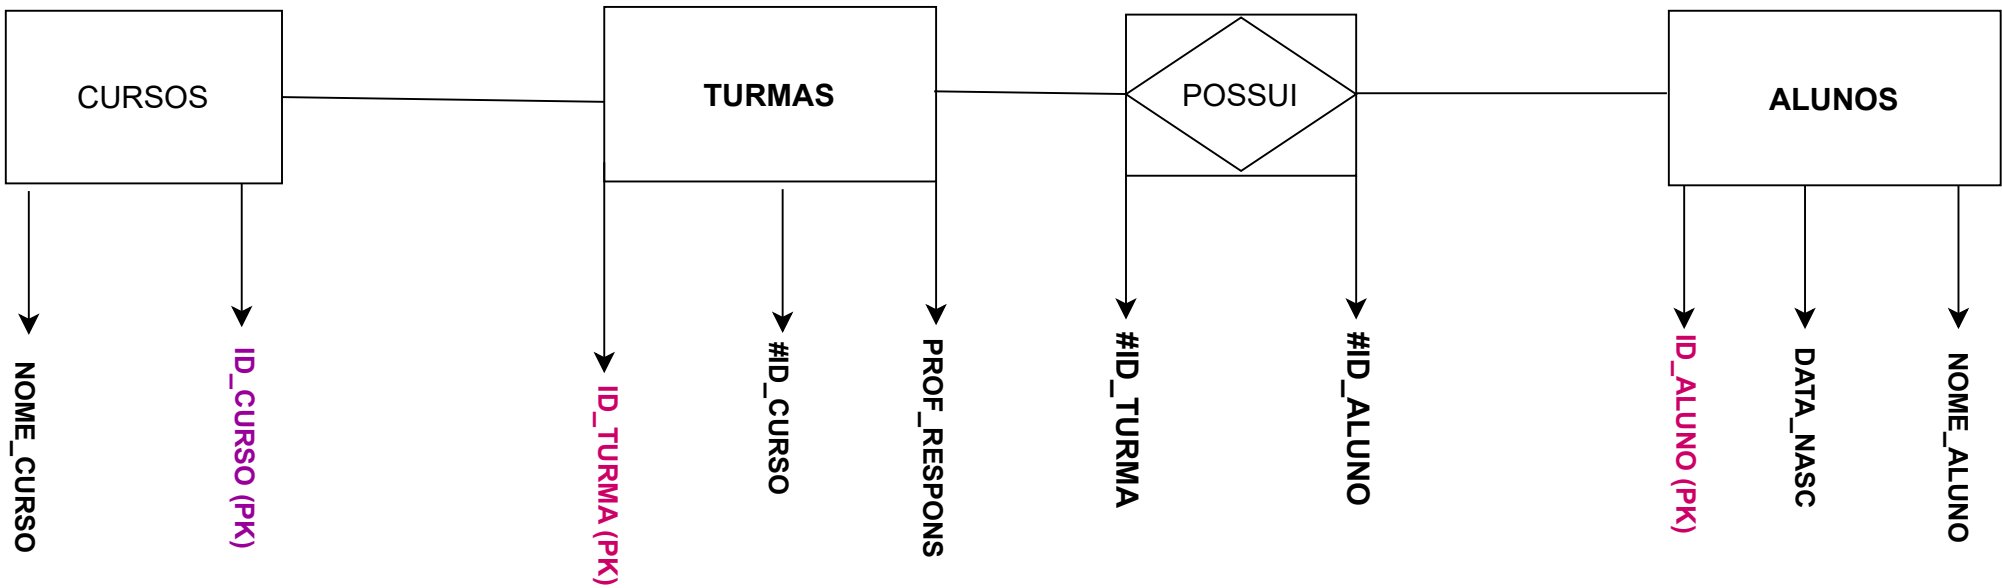 CURSOS
TURMAS
POSSUI
ALUNOS
NOME_CURSO
ID_CURSO (PK)
ID_TURMA (PK)
#ID_CURSO
PROF_RESPONS
#ID_TURMA
#ID_ALUNO
ID_ALUNO (PK)
DATA_NASC
NOME_ALUNO